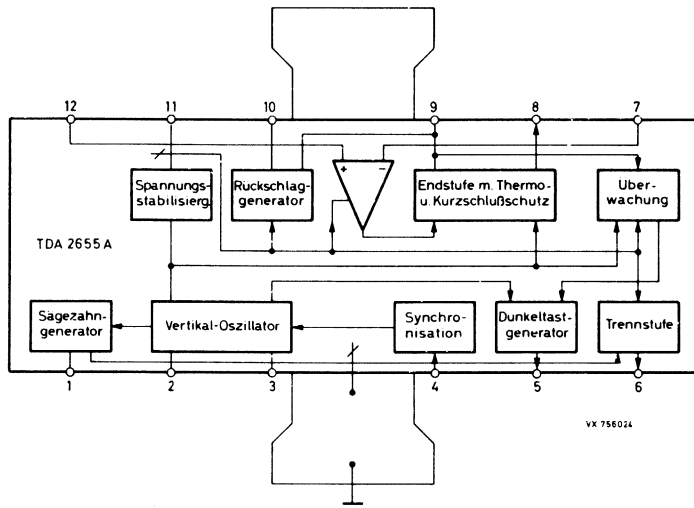 12 11 10 9 8 7
+ −
Spannungs-
stabilisierg.
Rückschlag-
generator
Endstufe m. Thermo-
u. Kurzschlußschutz
Über-
wachung
TDA 2655 A
Sägezahn-
generator
Vertikal-Oszillator
Synchro-
nisation
Dunkeltast-
generator
Trennstufe
1 2 3 4 5 6
VX 756024